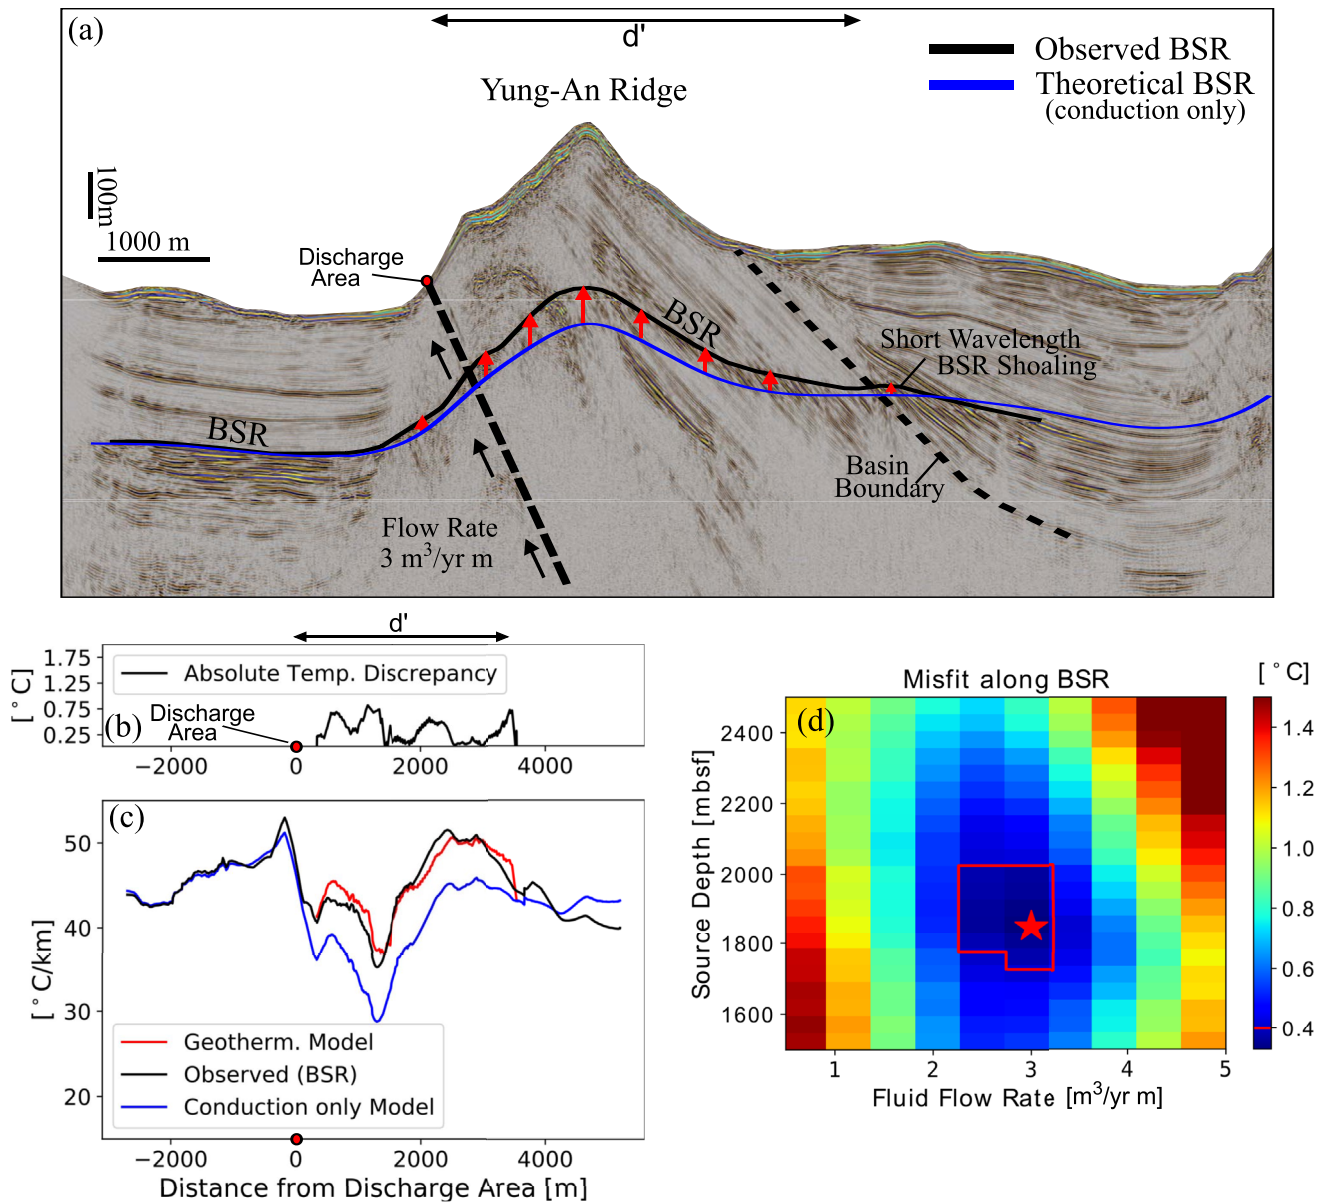 (a)
d'
Observed BSR
Theoretical BSR
(conduction only)
Yung-An Ridge
100m
1000 m
Discharge
Area
BSR
BSR
Short Wavelength
BSR Shoaling
Basin
Boundary
Flow Rate
3 m³/yr m
d'
1.75
1.25
0.75
0.25
[°C]
Absolute Temp. Discrepancy
Discharge
Area
(b)
−2000 0 2000 4000
(c)
50
40
30
20
[°C/km]
Geotherm. Model
Observed (BSR)
Conduction only Model
−2000 0 2000 4000
Distance from Discharge Area [m]
Misfit along BSR
[°C]
(d)
2400
2200
2000
1800
1600
Source Depth [mbsf]
1 2 3 4 5
Fluid Flow Rate [m³/yr m]
1.4
1.2
1.0
0.8
0.6
0.4